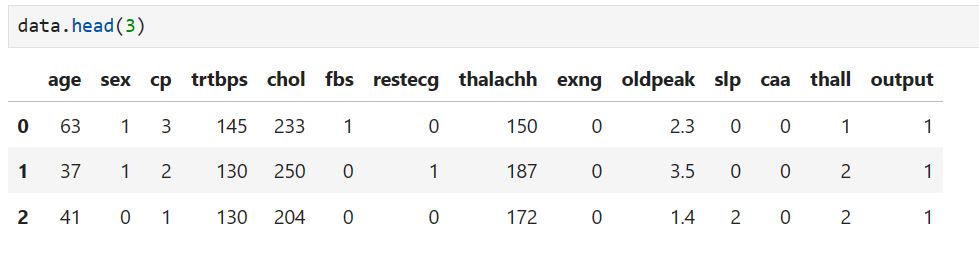 data.head(3)
age sex cp trtbps chol fbs restecg thalachh exng oldpeak slp caa thall output
0 63 1 3 145 233 1 0 150 0 2.3 0 0 1 1
1 37 1 2 130 250 0 1 187 0 3.5 0 0 2 1
2 41 0 1 130 204 0 0 172 0 1.4 2 0 2 1